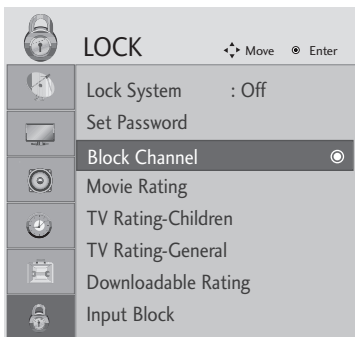 LOCK Move Enter
Lock System : Off
Set Password
Block Channel
Movie Rating
TV Rating-Children
TV Rating-General
Downloadable Rating
Input Block